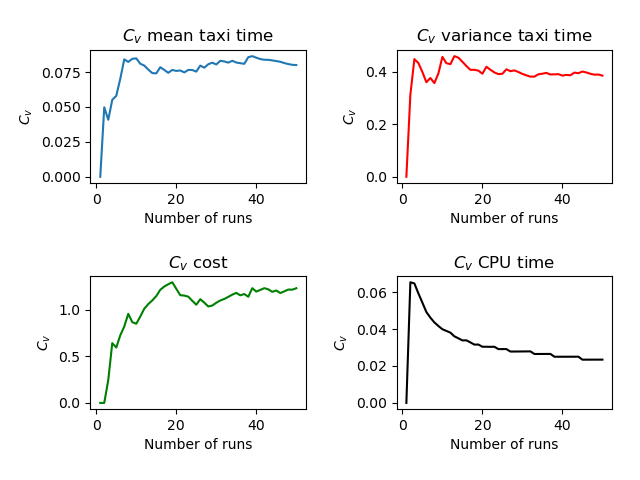 C_v mean taxi time
0.075
0.050
0.025
0.000
C_v
0
20
40
Number of runs
C_v variance taxi time
0.4
0.2
0.0
C_v
0
20
40
Number of runs
C_v cost
1.0
0.5
0.0
C_v
0
20
40
Number of runs
C_v CPU time
0.06
0.04
0.02
0.00
C_v
0
20
40
Number of runs